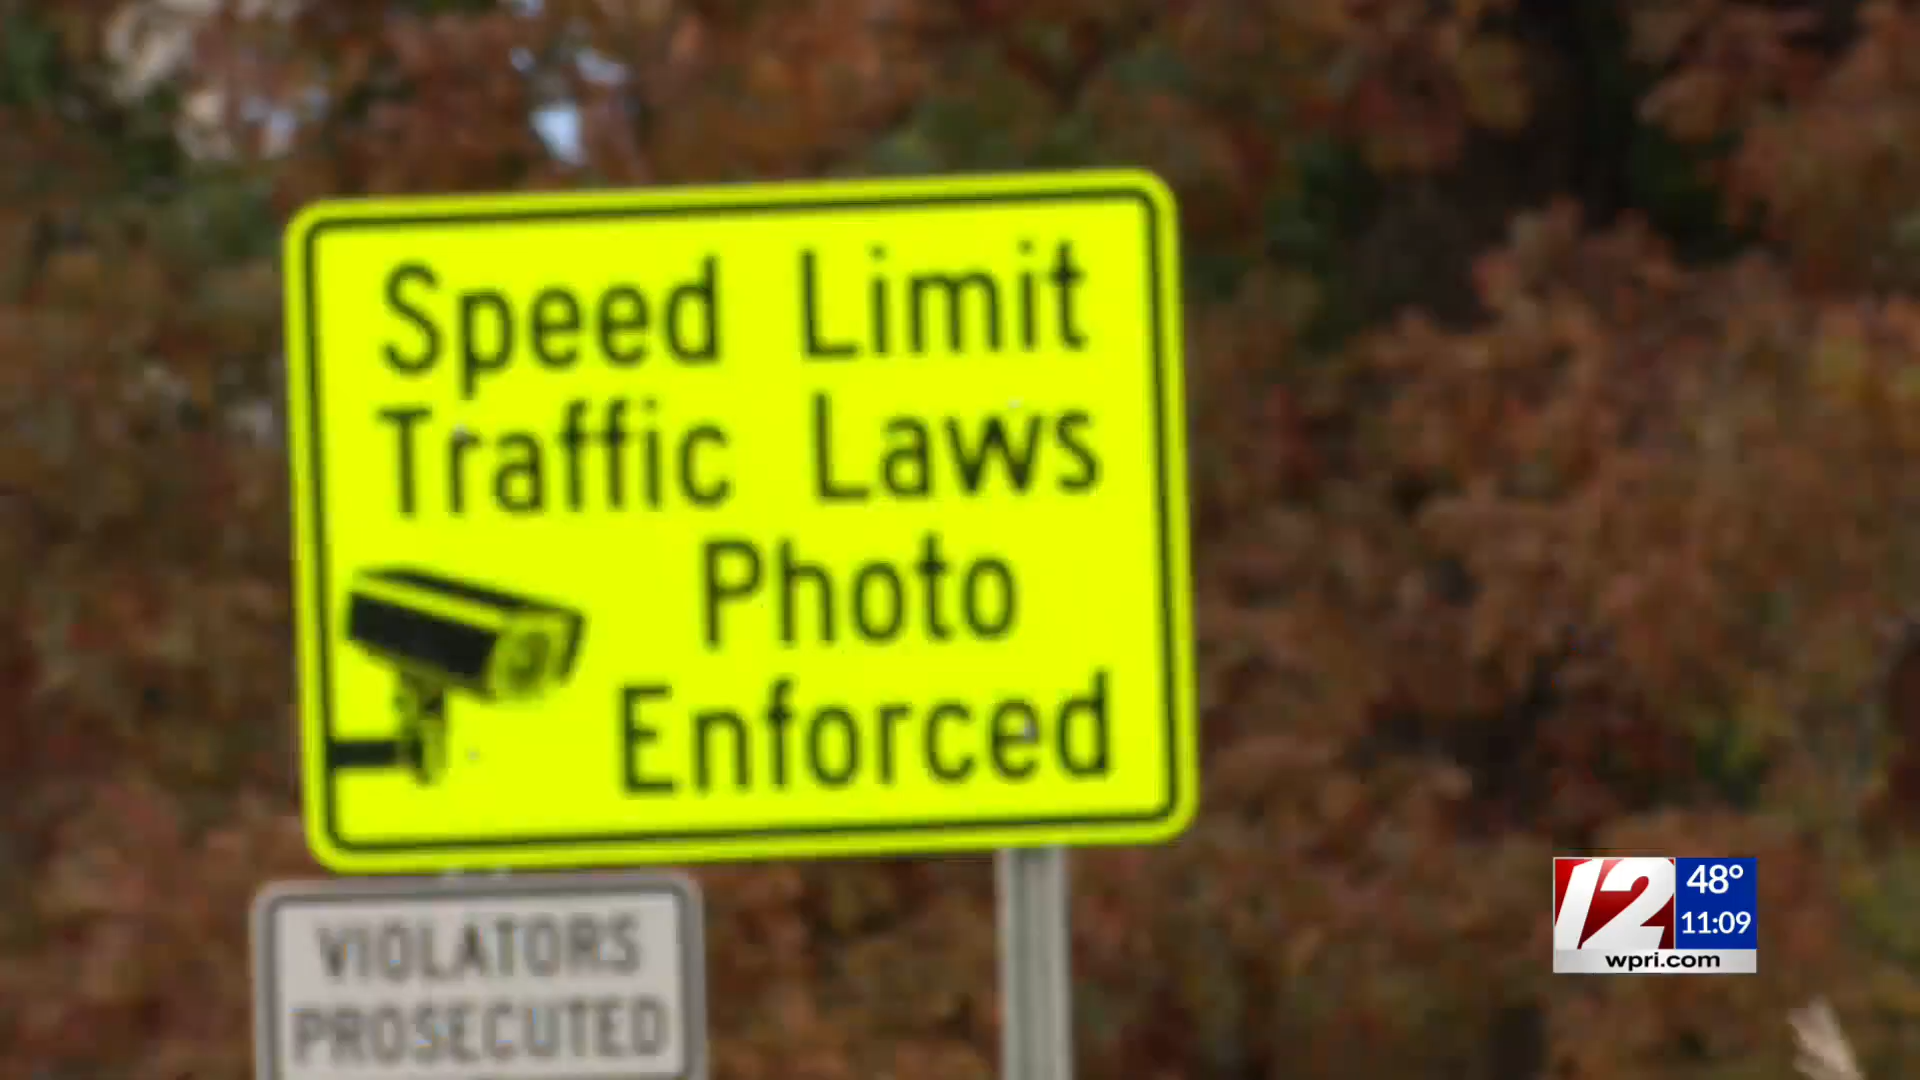 Speed Limit
Traffic Laws
Photo
Enforced
VIOLATORS
PROSECUTED
12
48°
11:09
wpri.com